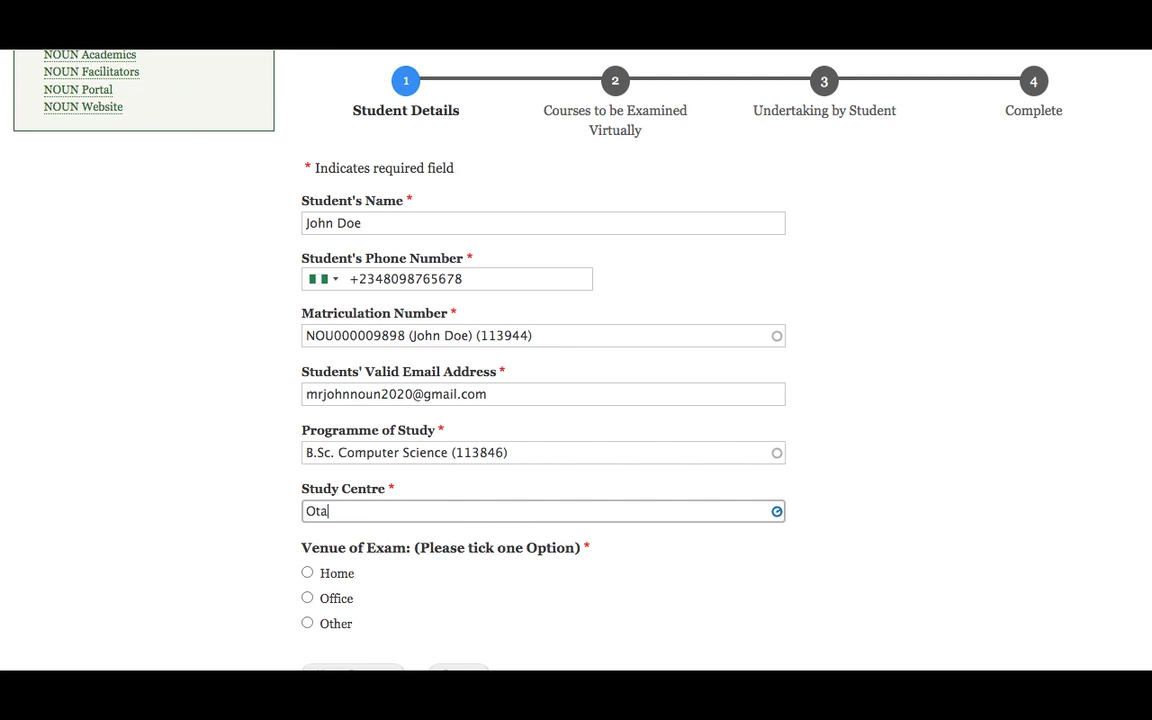 NOUN Academics
NOUN Facilitators
NOUN Portal
NOUN Website
1
2
3
4
Student Details
Courses to be Examined
Virtually
Undertaking by Student
Complete
* Indicates required field
Student's Name *
John Doe
Student's Phone Number *
+2348098765678
Matriculation Number *
NOU000009898 (John Doe) (113944)
Students' Valid Email Address *
mrjohnnoun2020@gmail.com
Programme of Study *
B.Sc. Computer Science (113846)
Study Centre *
Ota
Venue of Exam: (Please tick one Option) *
Home
Office
Other